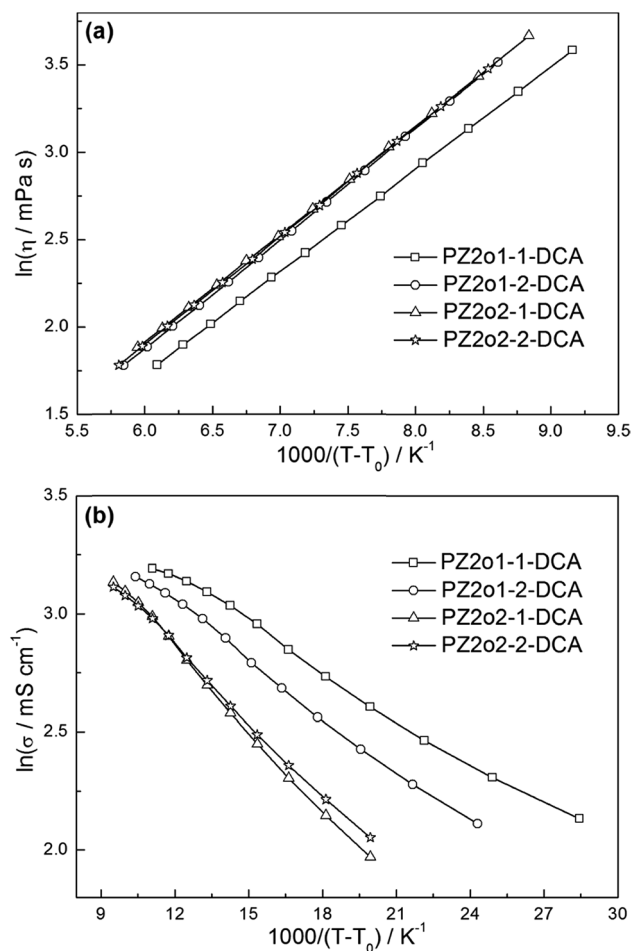 (a)
3.5
3.0
2.5
2.0
1.5
ln(η / mPa s)
PZ2o1-1-DCA
PZ2o1-2-DCA
PZ2o2-1-DCA
PZ2o2-2-DCA
5.5 6.0 6.5 7.0 7.5 8.0 8.5 9.0 9.5
1000/(T-T₀) / K⁻¹
(b)
3.5
3.0
2.5
2.0
ln(σ / mS cm⁻¹)
PZ2o1-1-DCA
PZ2o1-2-DCA
PZ2o2-1-DCA
PZ2o2-2-DCA
9 12 15 18 21 24 27 30
1000/(T-T₀) / K⁻¹